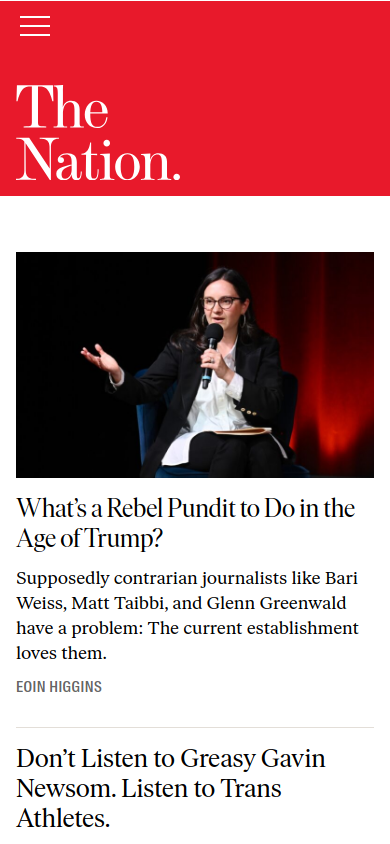 The
Nation.
What’s a Rebel Pundit to Do in the
Age of Trump?
Supposedly contrarian journalists like Bari
Weiss, Matt Taibbi, and Glenn Greenwald
have a problem: The current establishment
loves them.
EOIN HIGGINS
Don’t Listen to Greasy Gavin
Newsom. Listen to Trans
Athletes.